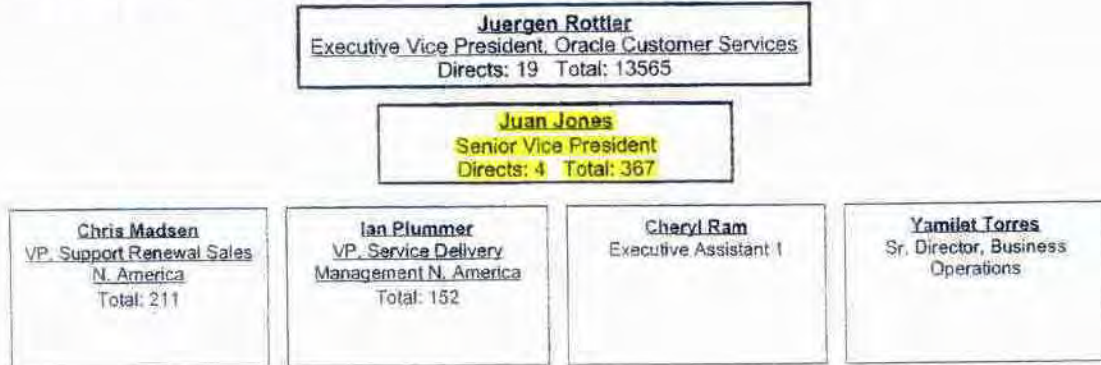 Juergen Rottler
Executive Vice President, Oracle Customer Services
Directs: 19 Total: 13565
Juan Jones
Senior Vice President
Directs: 4 Total: 367
Chris Madsen
VP, Support Renewal Sales
N. America
Total: 211
Ian Plummer
VP, Service Delivery
Management N. America
Total: 152
Cheryl Ram
Executive Assistant 1
Yamilet Torres
Sr. Director, Business
Operations